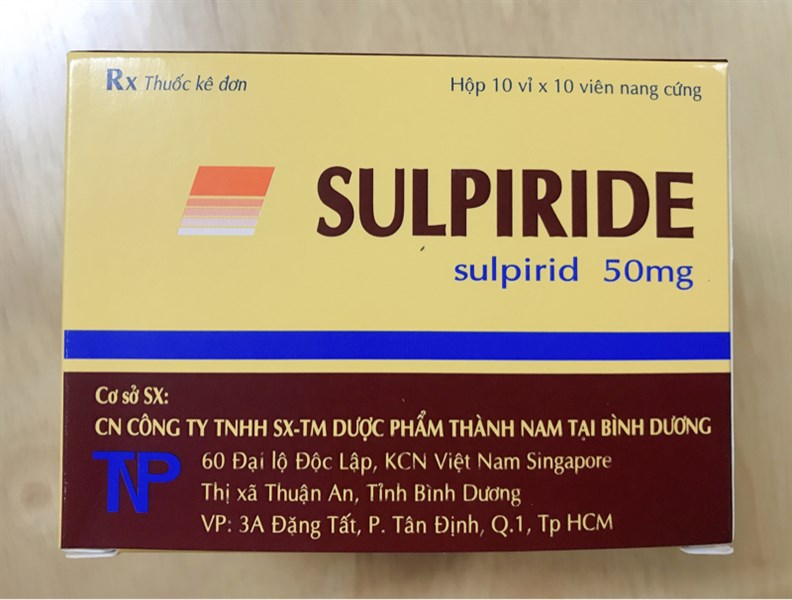 Rx Thuốc kê đơn
Hộp 10 vỉ x 10 viên nang cứng
SULPIRIDE
sulpirid 50mg
Cơ sở SX:
CN CÔNG TY TNHH SX-TM DƯỢC PHẨM THÀNH NAM TẠI BÌNH DƯƠNG
TNP
60 Đại lộ Độc Lập, KCN Việt Nam Singapore
Thị xã Thuận An, Tỉnh Bình Dương
VP: 3A Đặng Tất, P. Tân Định, Q.1, Tp HCM